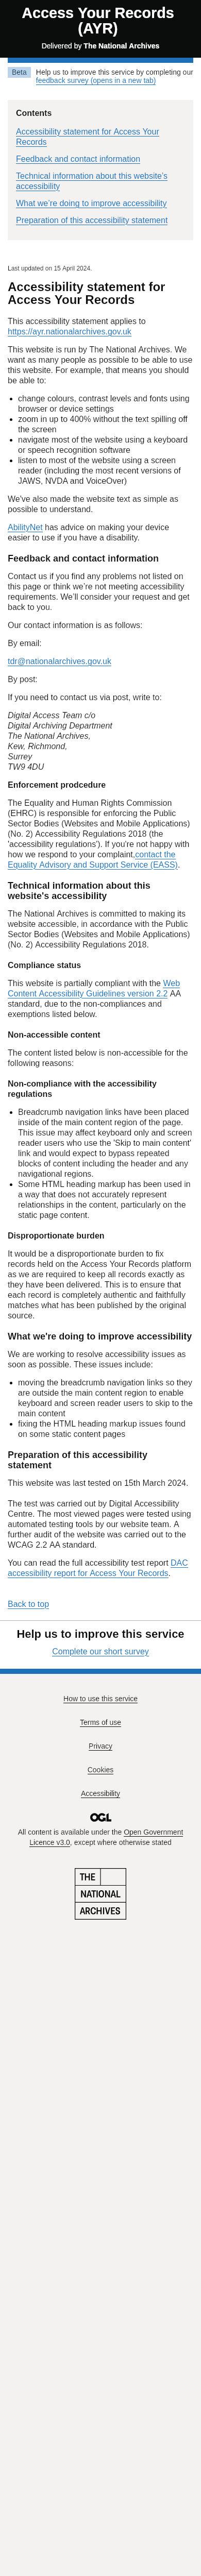 Access Your Records
(AYR)
Delivered by The National Archives
Beta
Help us to improve this service by completing our
feedback survey (opens in a new tab)
Contents
Accessibility statement for Access Your
Records
Feedback and contact information
Technical information about this website's
accessibility
What we're doing to improve accessibility
Preparation of this accessibility statement
Last updated on 15 April 2024.
Accessibility statement for
Access Your Records
This accessibility statement applies to
https://ayr.nationalarchives.gov.uk
This website is run by The National Archives. We
want as many people as possible to be able to use
this website. For example, that means you should
be able to:
• change colours, contrast levels and fonts using
browser or device settings
• zoom in up to 400% without the text spilling off
the screen
• navigate most of the website using a keyboard
or speech recognition software
• listen to most of the website using a screen
reader (including the most recent versions of
JAWS, NVDA and VoiceOver)
We've also made the website text as simple as
possible to understand.
AbilityNet has advice on making your device
easier to use if you have a disability.
Feedback and contact information
Contact us if you find any problems not listed on
this page or think we're not meeting accessibility
requirements. We'll consider your request and get
back to you.
Our contact information is as follows:
By email:
tdr@nationalarchives.gov.uk
By post:
If you need to contact us via post, write to:
Digital Access Team c/o
Digital Archiving Department
The National Archives,
Kew, Richmond,
Surrey
TW9 4DU
Enforcement prodcedure
The Equality and Human Rights Commission
(EHRC) is responsible for enforcing the Public
Sector Bodies (Websites and Mobile Applications)
(No. 2) Accessibility Regulations 2018 (the
'accessibility regulations'). If you're not happy with
how we respond to your complaint,contact the
Equality Advisory and Support Service (EASS).
Technical information about this
website's accessibility
The National Archives is committed to making its
website accessible, in accordance with the Public
Sector Bodies (Websites and Mobile Applications)
(No. 2) Accessibility Regulations 2018.
Compliance status
This website is partially compliant with the Web
Content Accessibility Guidelines version 2.2 AA
standard, due to the non-compliances and
exemptions listed below.
Non-accessible content
The content listed below is non-accessible for the
following reasons:
Non-compliance with the accessibility
regulations
• Breadcrumb navigation links have been placed
inside of the main content region of the page.
This issue may affect keyboard only and screen
reader users who use the 'Skip to main content'
link and would expect to bypass repeated
blocks of content including the header and any
navigational regions.
• Some HTML heading markup has been used in
a way that does not accurately represent
relationships in the content, particularly on the
static page content.
Disproportionate burden
It would be a disproportionate burden to fix
records held on the Access Your Records platform
as we are required to keep all records exactly as
they have been delivered. This is to ensure that
each record is completely authentic and faithfully
matches what has been published by the original
source.
What we're doing to improve accessibility
We are working to resolve accessibility issues as
soon as possible. These issues include:
• moving the breadcrumb navigation links so they
are outside the main content region to enable
keyboard and screen reader users to skip to the
main content
• fixing the HTML heading markup issues found
on some static content pages
Preparation of this accessibility
statement
This website was last tested on 15th March 2024.
The test was carried out by Digital Accessibility
Centre. The most viewed pages were tested using
automated testing tools by our website team. A
further audit of the website was carried out to the
WCAG 2.2 AA standard.
You can read the full accessibility test report DAC
accessibility report for Access Your Records.
Back to top
Help us to improve this service
Complete our short survey
How to use this service
Terms of use
Privacy
Cookies
Accessibility
OGL
All content is available under the Open Government
Licence v3.0, except where otherwise stated
THE
NATIONAL
ARCHIVES